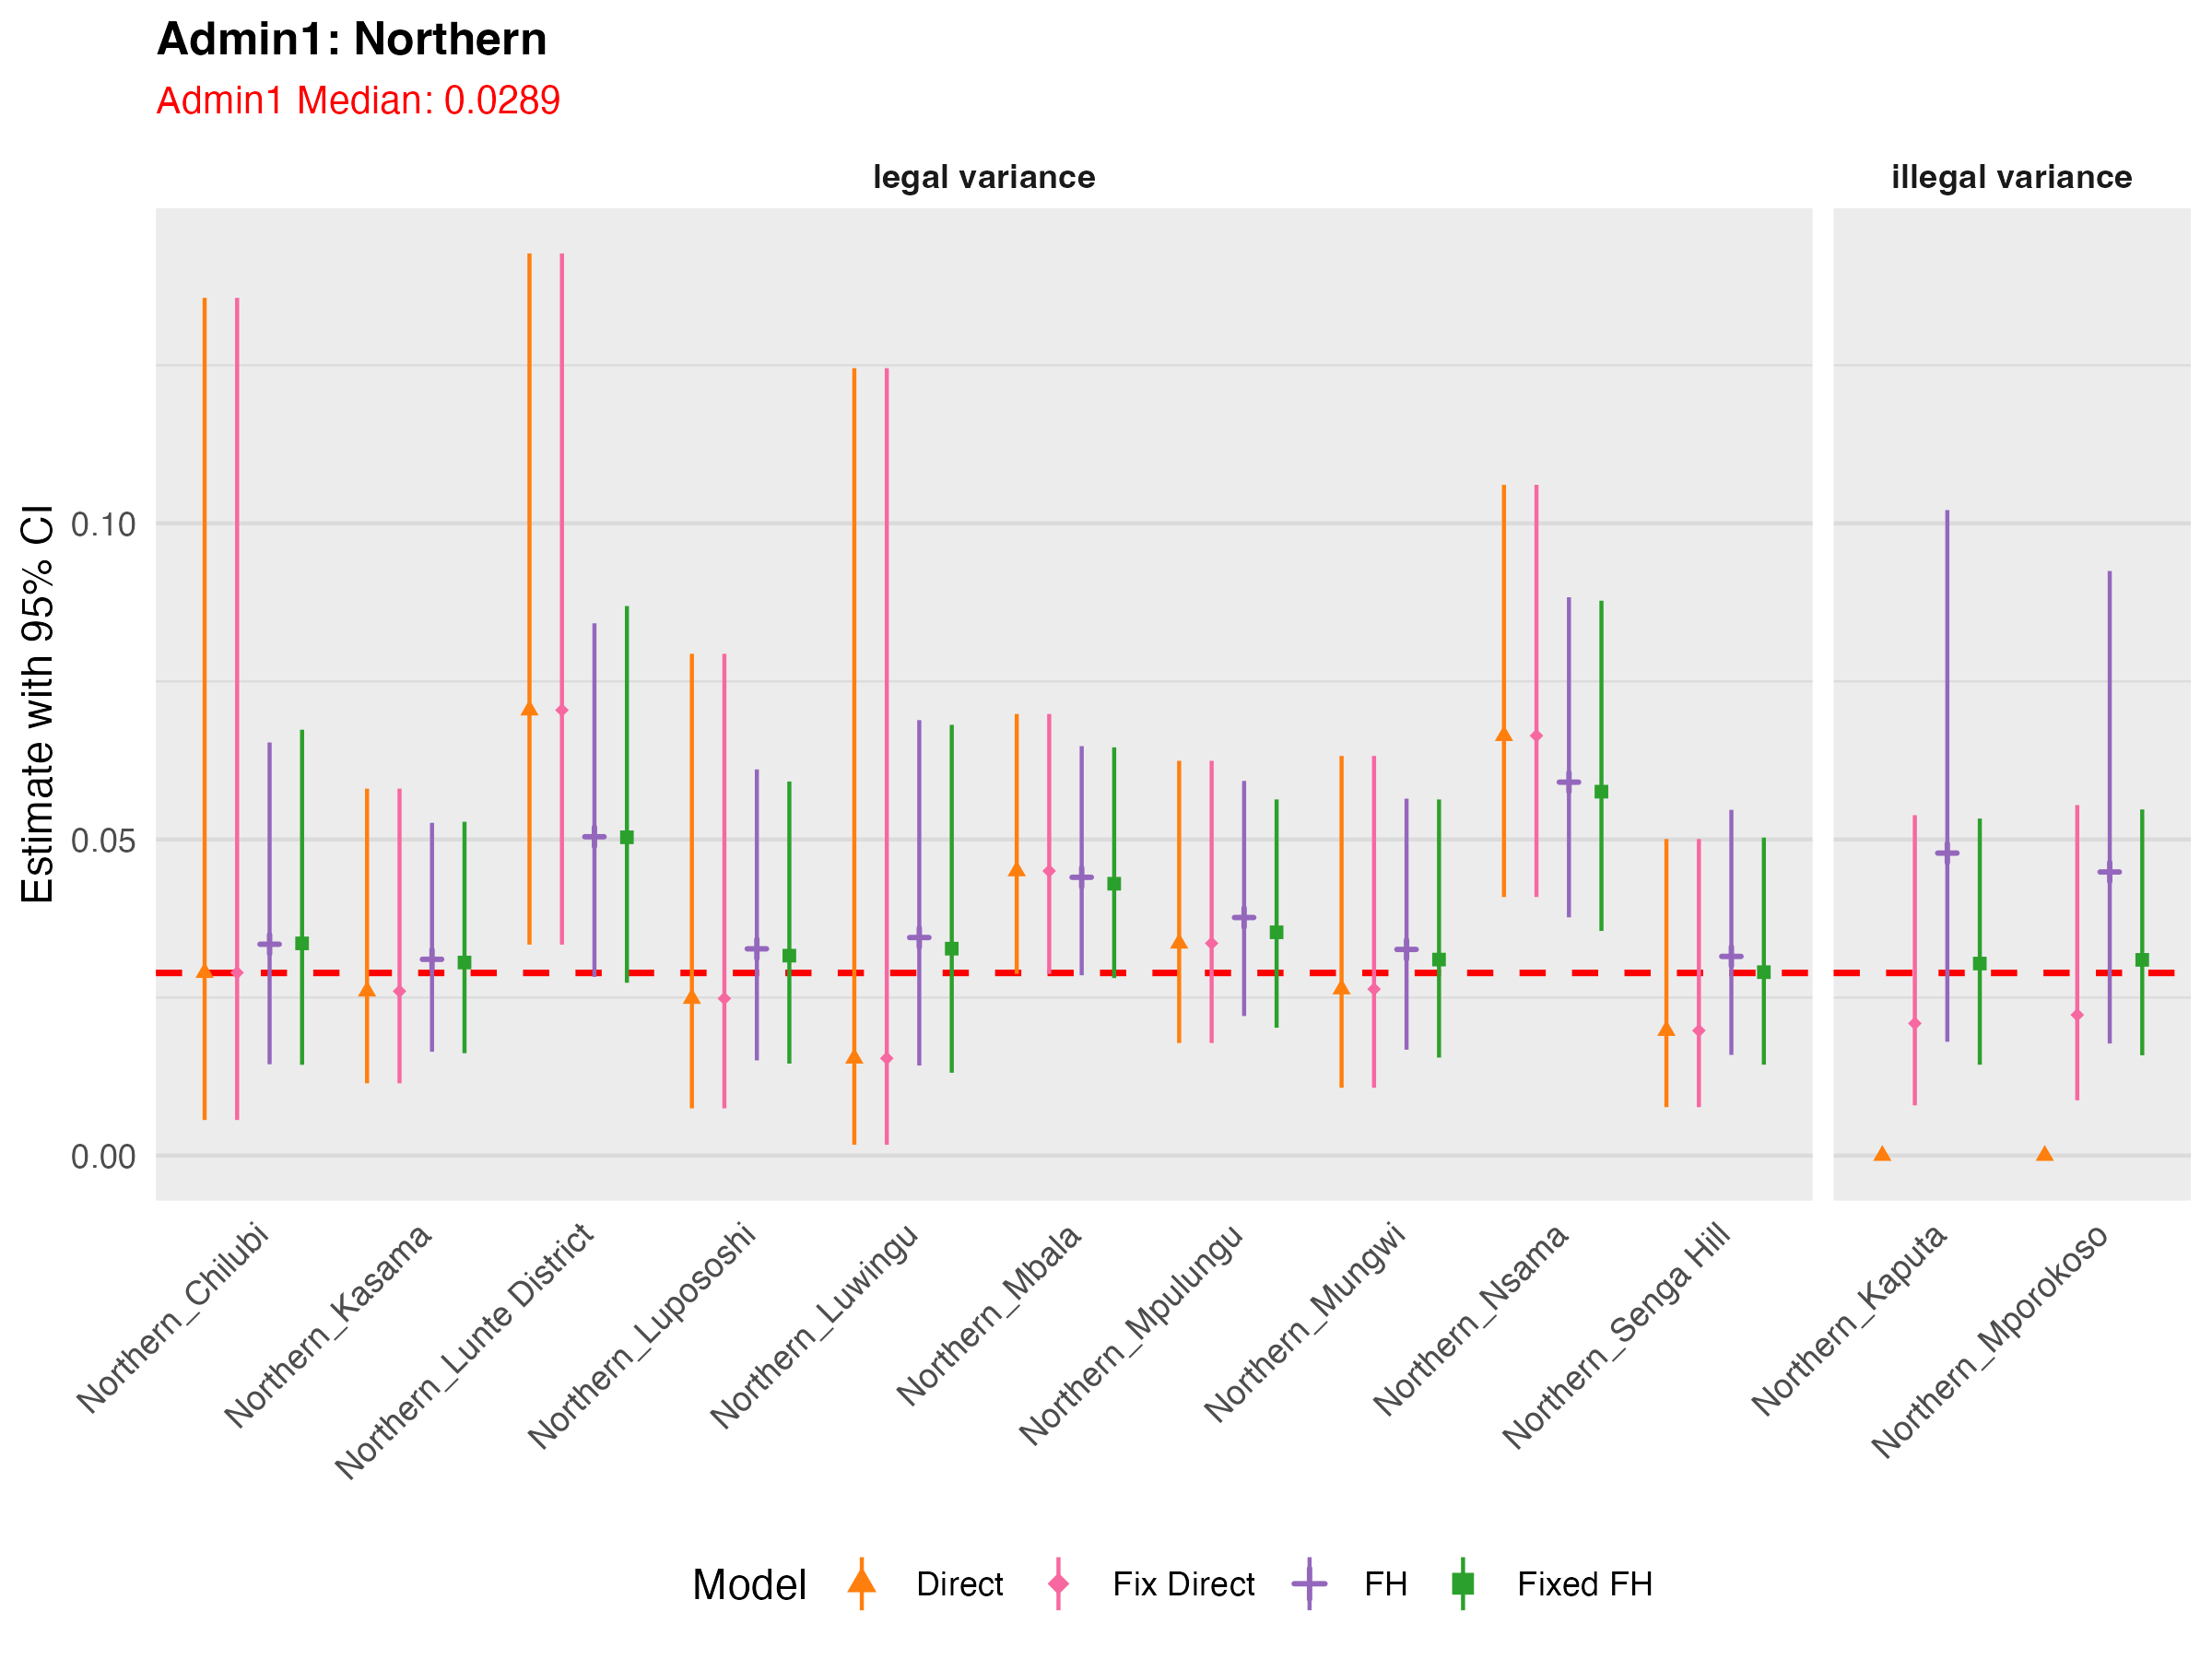 Admin1: Northern
Admin1 Median: 0.0289
legal variance
illegal variance
Estimate with 95% CI
0.10
0.05
0.00
Northern_Chilubi
Northern_Kasama
Northern_Lunte District
Northern_Lupososhi
Northern_Luwingu
Northern_Mbala
Northern_Mpulungu
Northern_Mungwi
Northern_Nsama
Northern_Senga Hill
Northern_Kaputa
Northern_Mporokoso
Model
Direct
Fix Direct
FH
Fixed FH